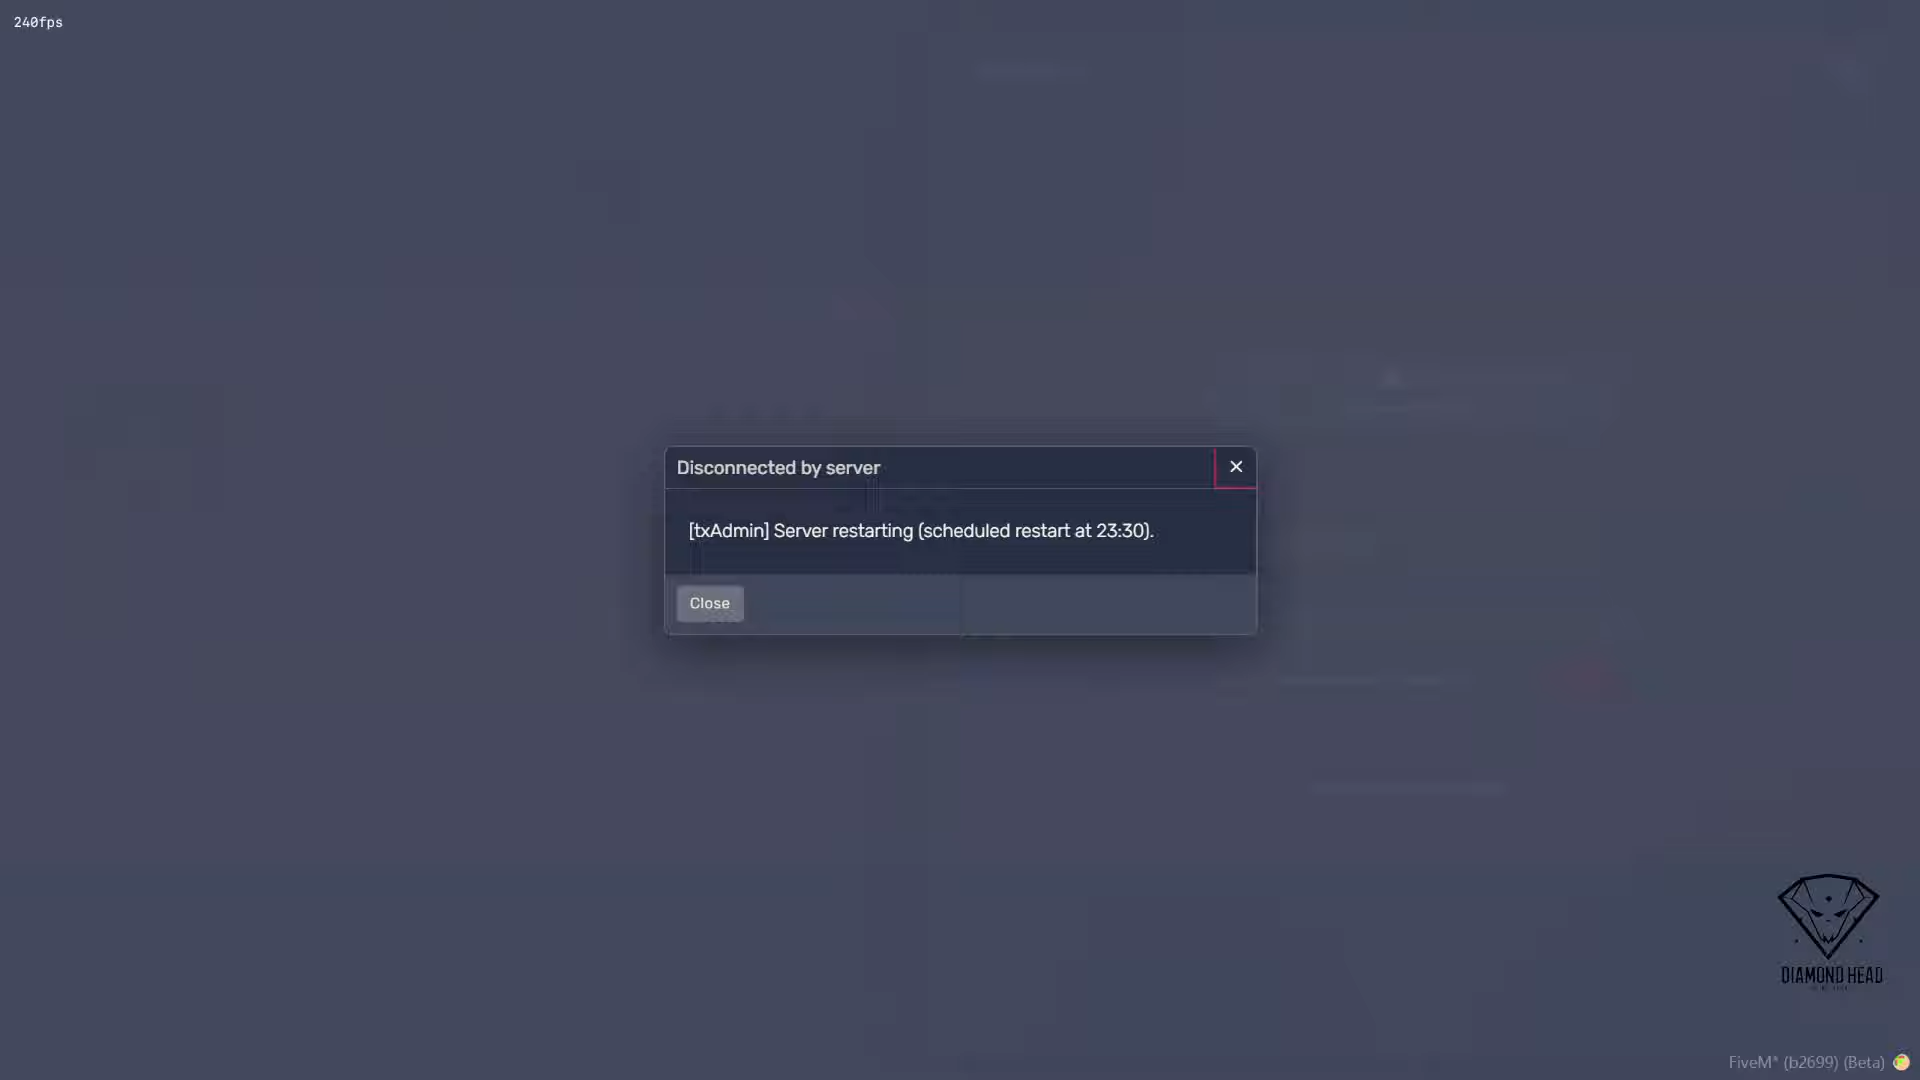 240fps
Disconnected by server
[txAdmin] Server restarting (scheduled restart at 23:30).
Close
DIAMOND HEAD
FiveM* (b2699) (Beta)